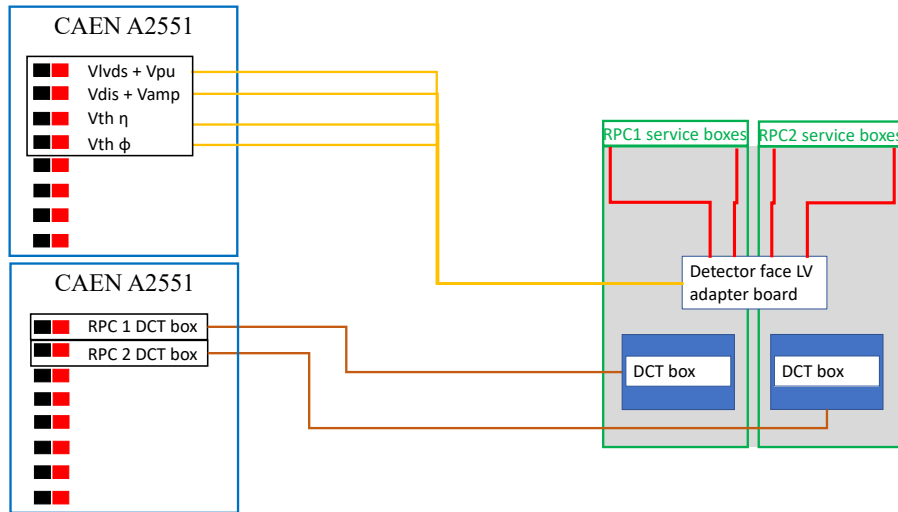 CAEN A2551
Vlvds + Vpu
Vdis + Vamp
Vth η
Vth ϕ
RPC1 service boxes
RPC2 service boxes
Detector face LV
adapter board
CAEN A2551
RPC 1 DCT box
RPC 2 DCT box
DCT box
DCT box